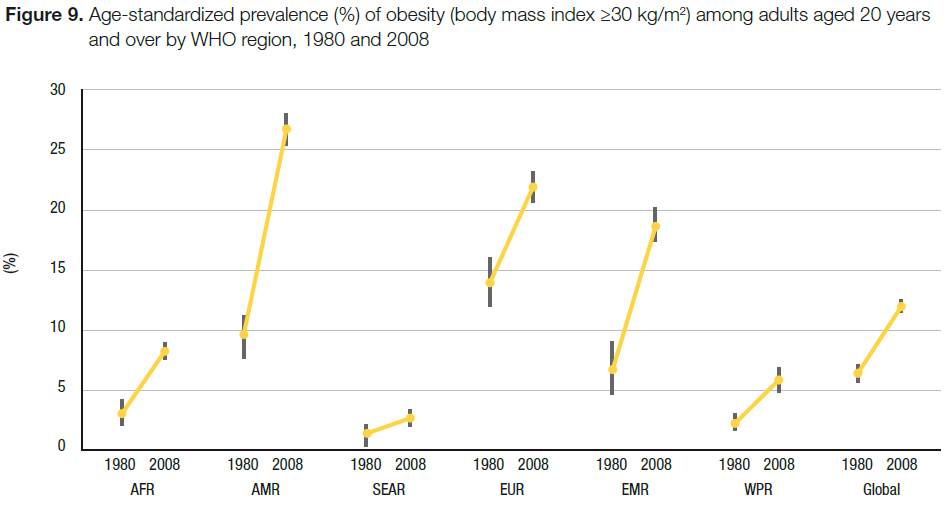 Figure 9. Age-standardized prevalence (%) of obesity (body mass index ≥30 kg/m²) among adults aged 20 years
and over by WHO region, 1980 and 2008
30
25
20
15
10
5
0
(%)
1980 2008 1980 2008 1980 2008 1980 2008 1980 2008 1980 2008 1980 2008
AFR AMR SEAR EUR EMR WPR Global